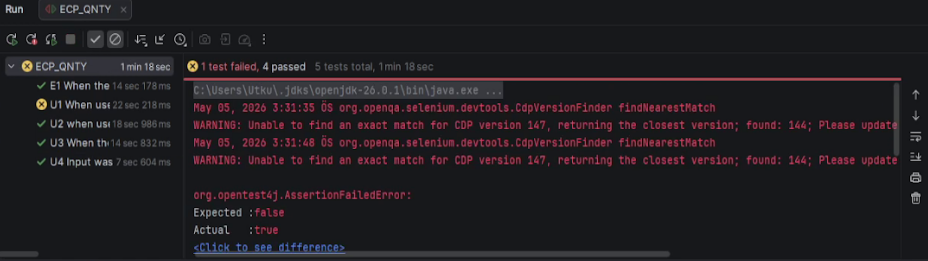 Run ECP_QNTY
ECP_QNTY 1 min 18 sec
E1 When the 14 sec 178 ms
U1 When use 22 sec 218 ms
U2 when use 18 sec 986 ms
U3 When th 14 sec 832 ms
U4 Input was 7 sec 604 ms
1 test failed, 4 passed 5 tests total, 1 min 18 sec
C:\Users\Utku\.jdks\openjdk-26.0.1\bin\java.exe ...
May 05, 2026 3:31:35 ÖS org.openqa.selenium.devtools.CdpVersionFinder findNearestMatch
WARNING: Unable to find an exact match for CDP version 147, returning the closest version; found: 144; Please update
May 05, 2026 3:31:48 ÖS org.openqa.selenium.devtools.CdpVersionFinder findNearestMatch
WARNING: Unable to find an exact match for CDP version 147, returning the closest version; found: 144; Please update
org.opentest4j.AssertionFailedError:
Expected :false
Actual :true
<Click to see difference>